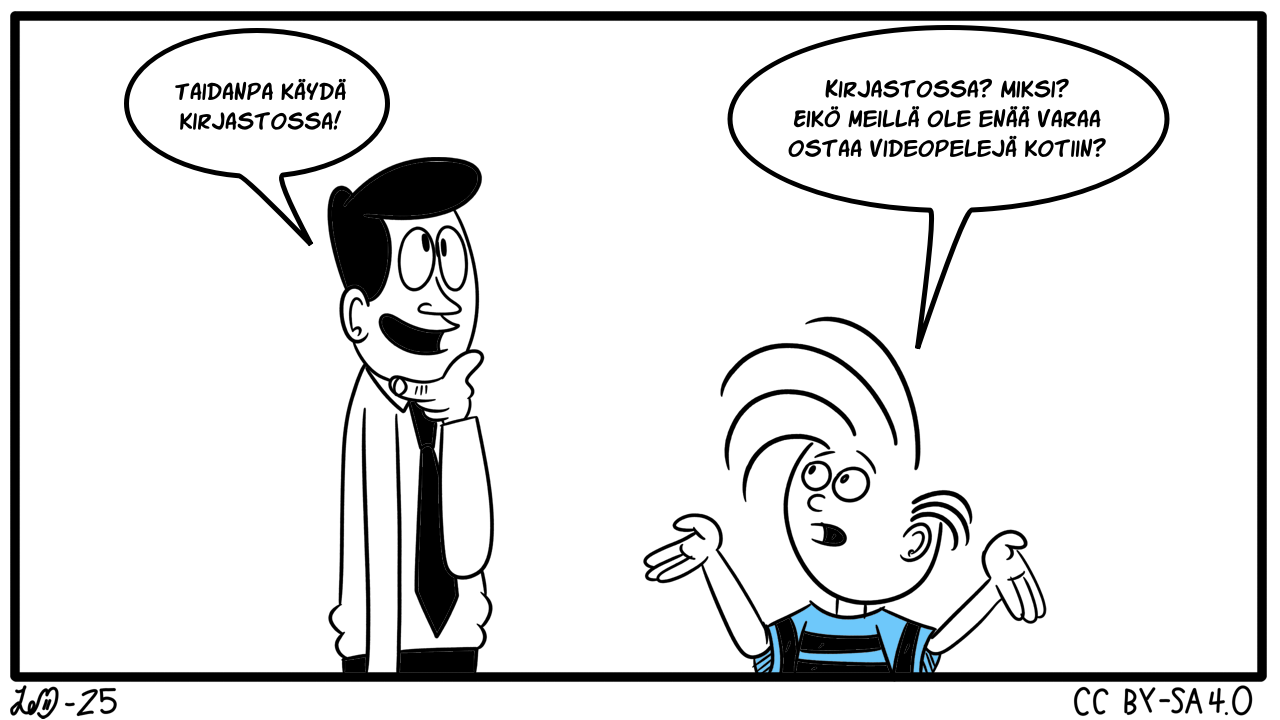 TAIDANPA KÄYDÄ
KIRJASTOSSA!
KIRJASTOSSA? MIKSI?
EIKÖ MEILLÄ OLE ENÄÄ VARAA
OSTAA VIDEOPELEJÄ KOTIIN?
-25
CC BY-SA 4.0